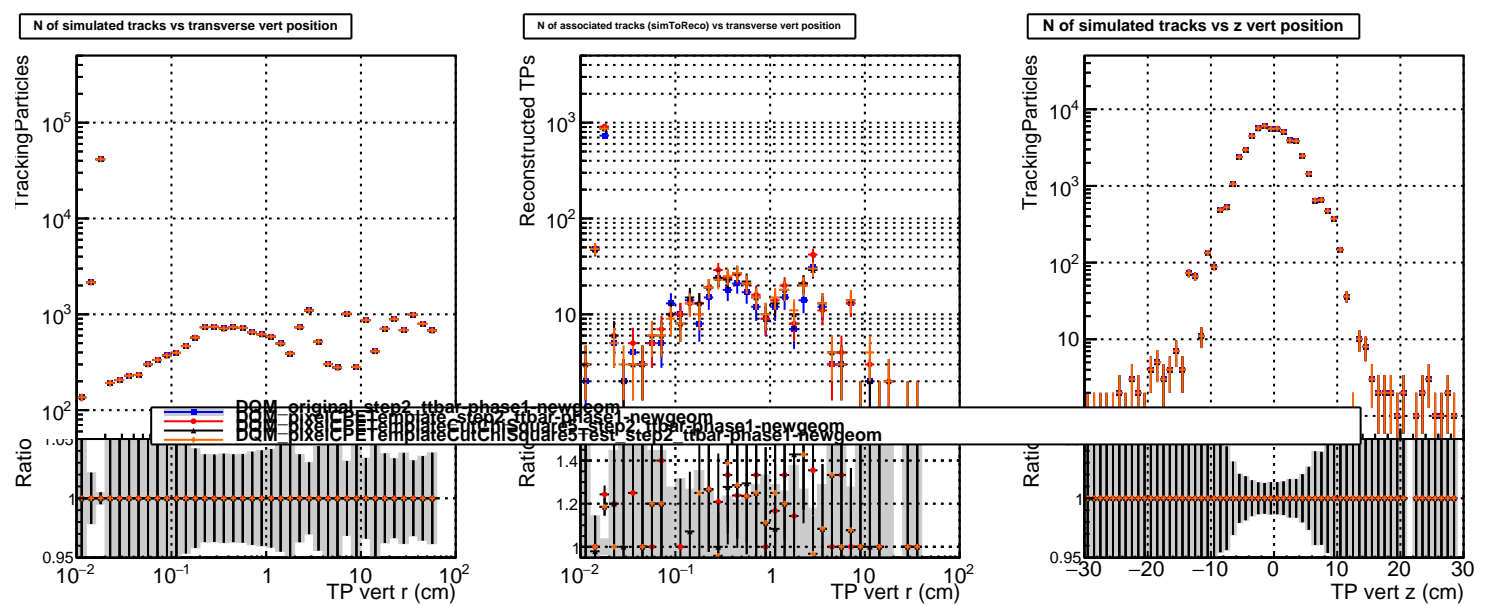 N of simulated tracks vs transverse vert position
TrackingParticles
10^5
10^4
10^3
10^2
Ratio
1.05
1
0.95
10^−2 10^−1 1 10 10^2
TP vert r (cm)
N of associated tracks (simToReco) vs transverse vert position
Reconstructed TPs
10^3
10^2
10
Ratio
1.4
1.2
1
10^−2 10^−1 1 10 10^2
TP vert r (cm)
N of simulated tracks vs z vert position
TrackingParticles
10^4
10^3
10^2
10
Ratio
1
0.95
−30 −20 −10 0 10 20 30
TP vert z (cm)
DQM_original_step2_ttbar-phase1-newgeom
DQM_pixelCPETemplate_step2_ttbar-phase1-newgeom
DQM_pixelCPETemplateCutChiSquare5_step2_ttbar-phase1-newgeom
DQM_pixelCPETemplateCutChiSquare5Test_step2_ttbar-phase1-newgeom